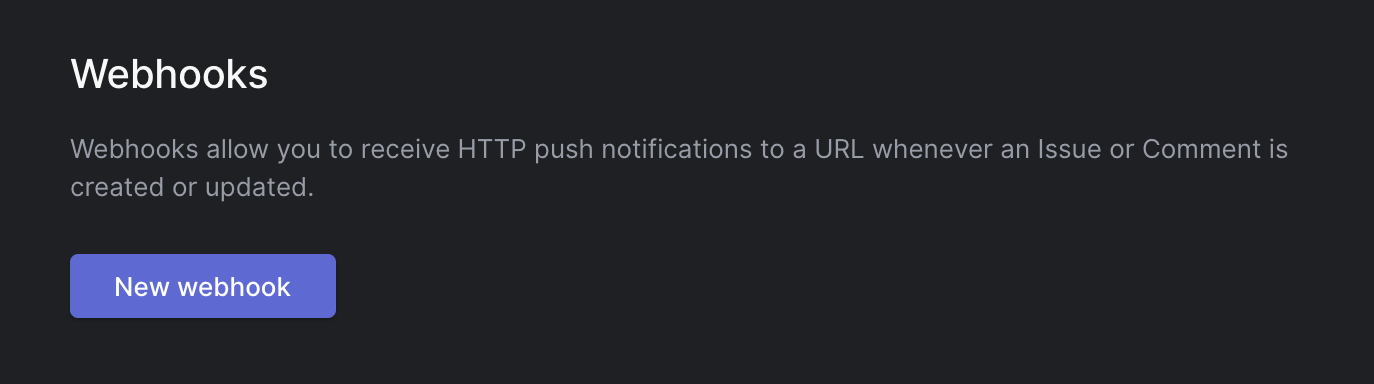 Webhooks
Webhooks allow you to receive HTTP push notifications to a URL whenever an Issue or Comment is
created or updated.
New webhook